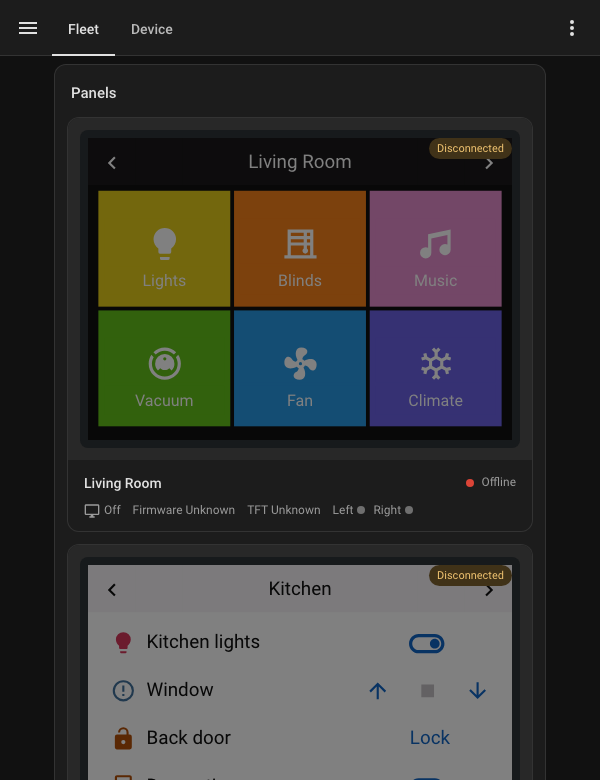 Fleet
Device
Panels
Disconnected
Living Room
Lights
Blinds
Music
Vacuum
Fan
Climate
Living Room
Offline
Off Firmware Unknown TFT Unknown Left Right
Disconnected
Kitchen
Kitchen lights
Window
Back door
Lock